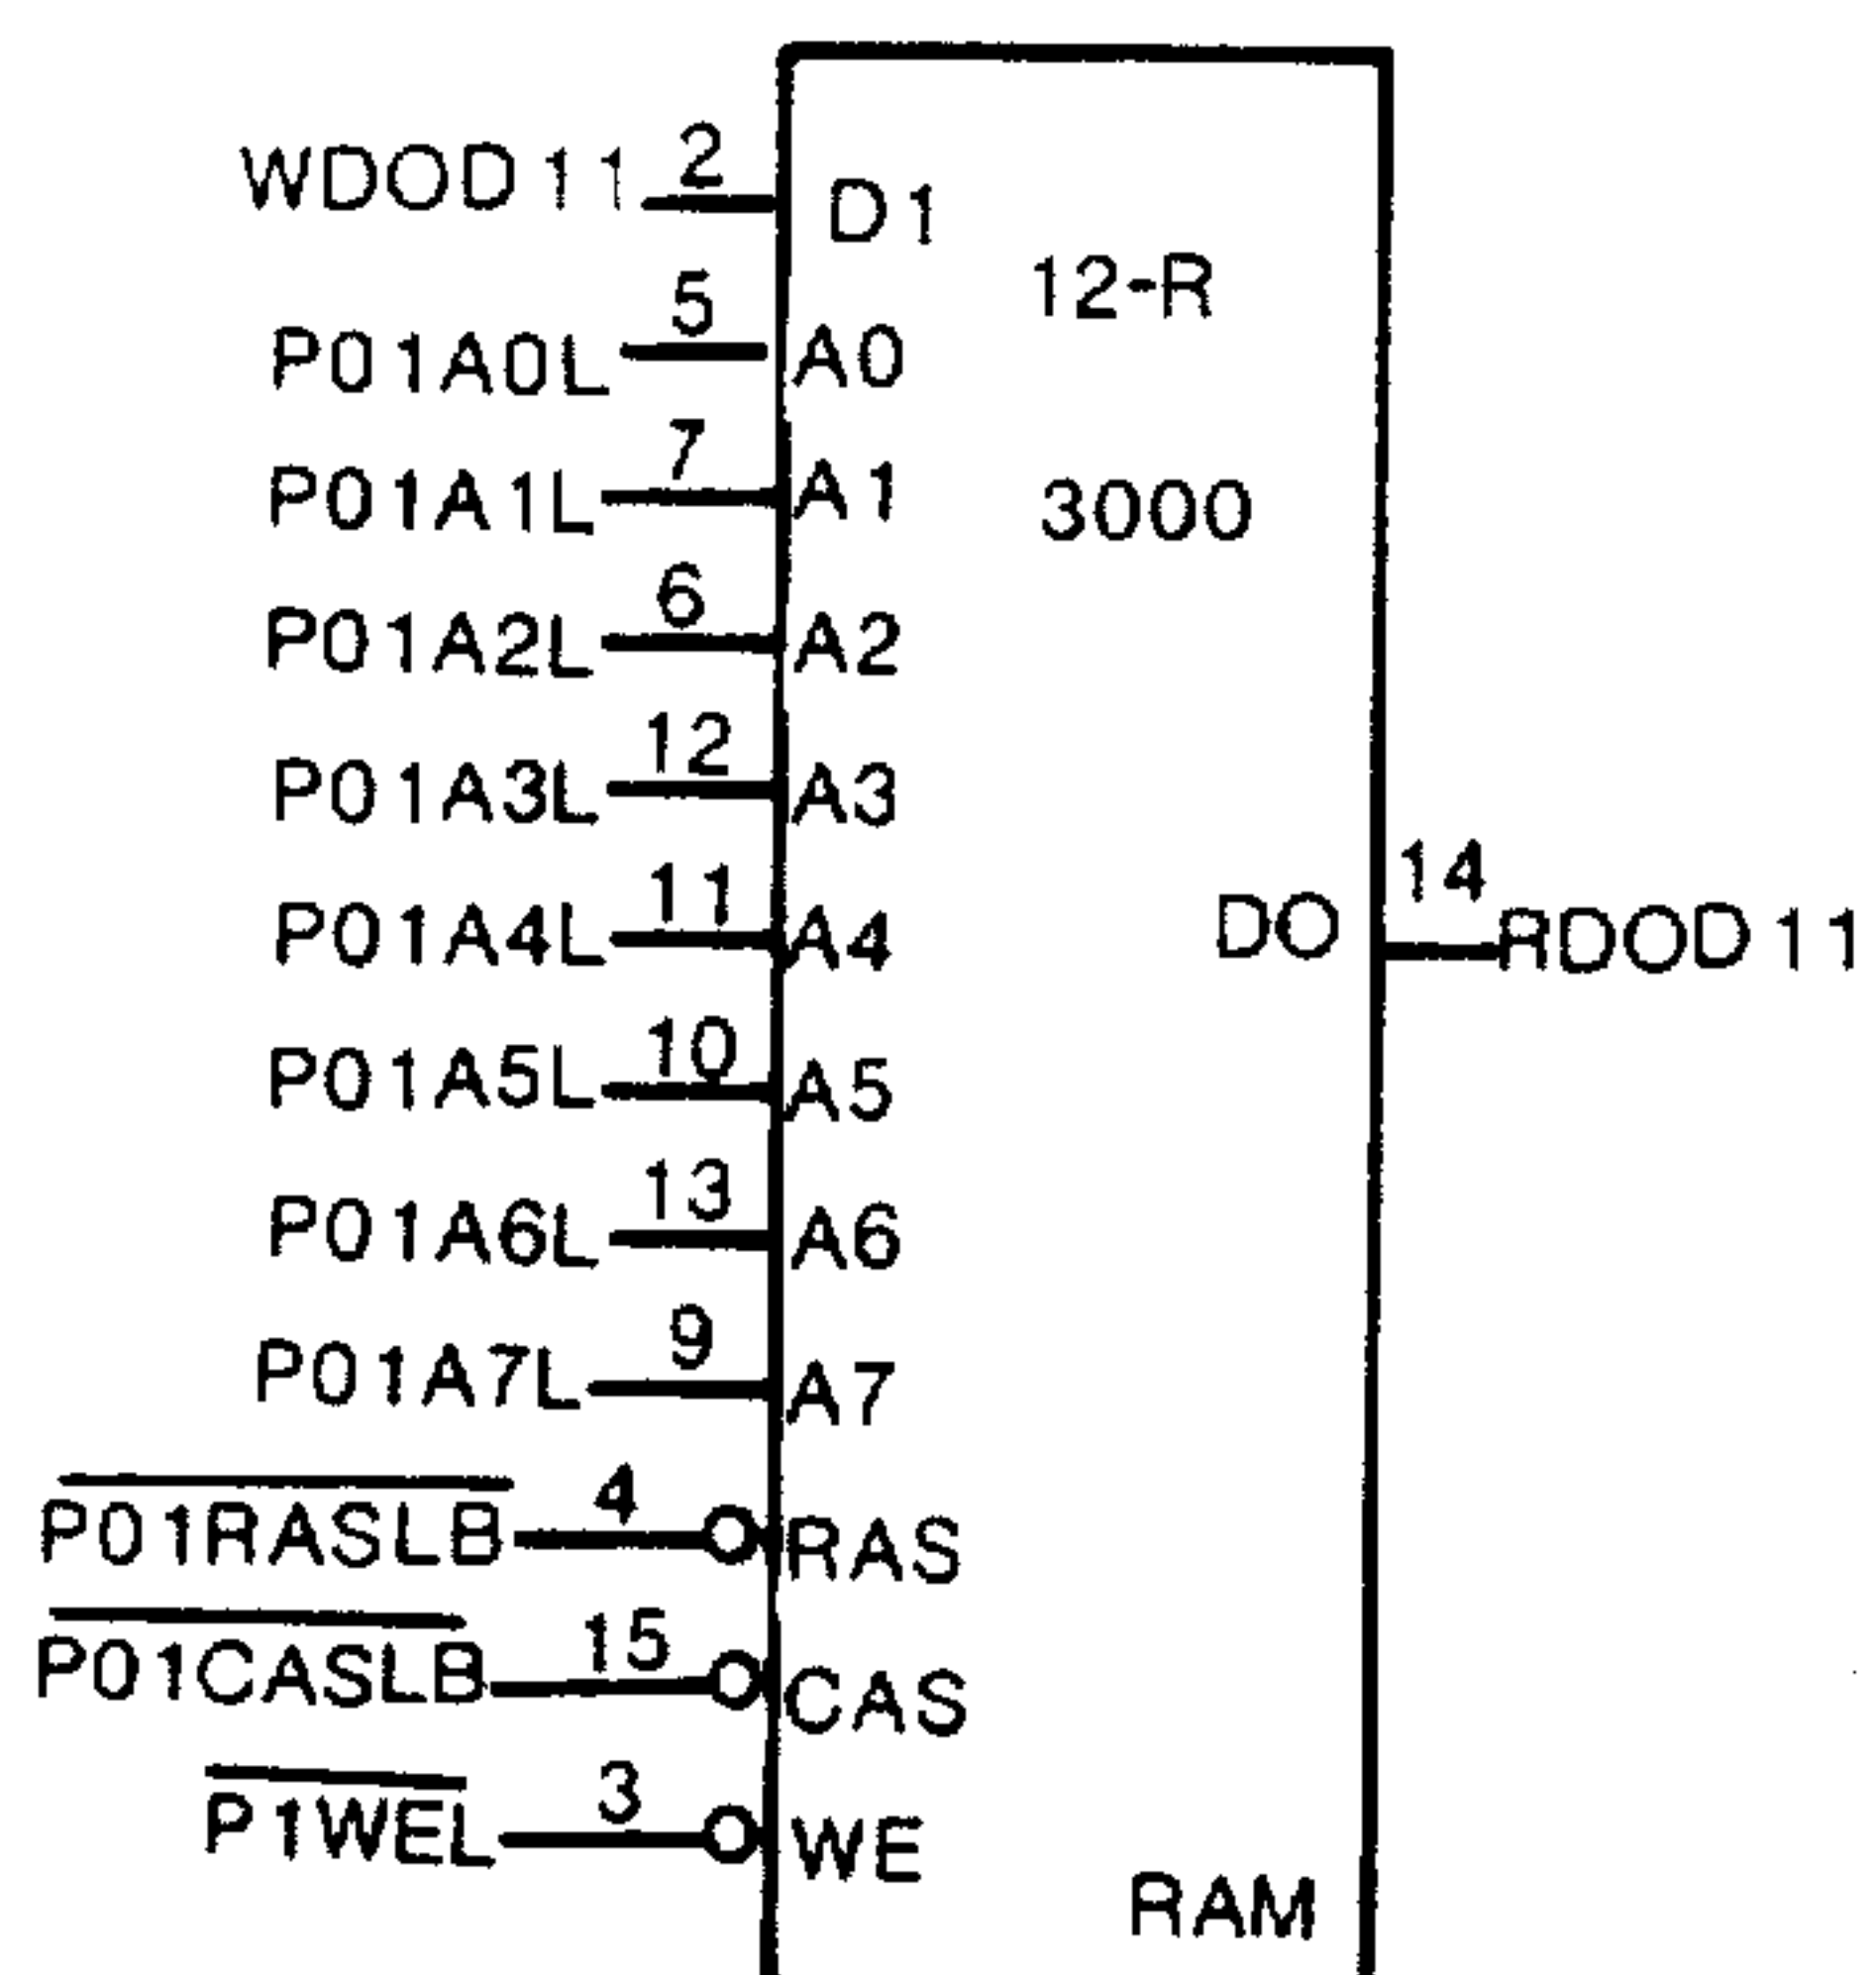 WDOD11 2 D1
12-R
P01A0L 5 A0
P01A1L 7 A1 3000
P01A2L 6 A2
P01A3L 12 A3
P01A4L 11 A4 DO 14 RDOD11
P01A5L 10 A5
P01A6L 13 A6
P01A7L 9 A7
P01RASLB 4 RAS
P01CASLB 15 CAS
P1WEL 3 WE
RAM